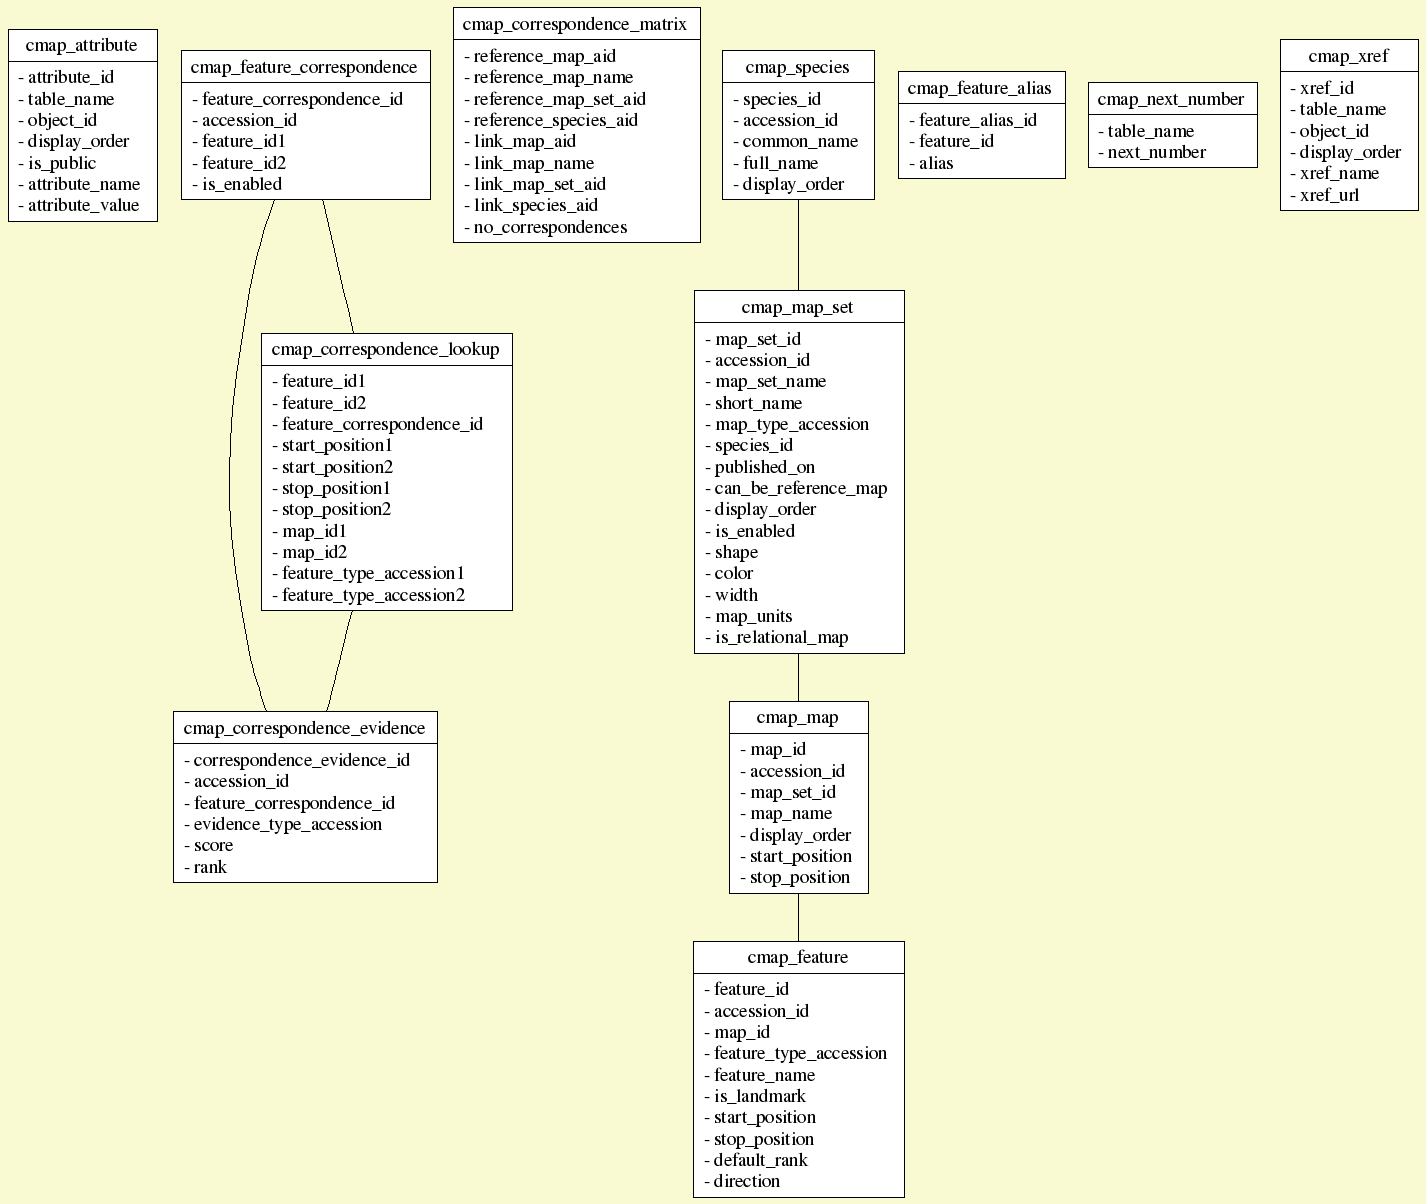 cmap_attribute
- attribute_id
- table_name
- object_id
- display_order
- is_public
- attribute_name
- attribute_value
cmap_feature_correspondence
- feature_correspondence_id
- accession_id
- feature_id1
- feature_id2
- is_enabled
cmap_correspondence_matrix
- reference_map_aid
- reference_map_name
- reference_map_set_aid
- reference_species_aid
- link_map_aid
- link_map_name
- link_map_set_aid
- link_species_aid
- no_correspondences
cmap_species
- species_id
- accession_id
- common_name
- full_name
- display_order
cmap_feature_alias
- feature_alias_id
- feature_id
- alias
cmap_next_number
- table_name
- next_number
cmap_xref
- xref_id
- table_name
- object_id
- display_order
- xref_name
- xref_url
cmap_correspondence_lookup
- feature_id1
- feature_id2
- feature_correspondence_id
- start_position1
- start_position2
- stop_position1
- stop_position2
- map_id1
- map_id2
- feature_type_accession1
- feature_type_accession2
cmap_map_set
- map_set_id
- accession_id
- map_set_name
- short_name
- map_type_accession
- species_id
- published_on
- can_be_reference_map
- display_order
- is_enabled
- shape
- color
- width
- map_units
- is_relational_map
cmap_correspondence_evidence
- correspondence_evidence_id
- accession_id
- feature_correspondence_id
- evidence_type_accession
- score
- rank
cmap_map
- map_id
- accession_id
- map_set_id
- map_name
- display_order
- start_position
- stop_position
cmap_feature
- feature_id
- accession_id
- map_id
- feature_type_accession
- feature_name
- is_landmark
- start_position
- stop_position
- default_rank
- direction